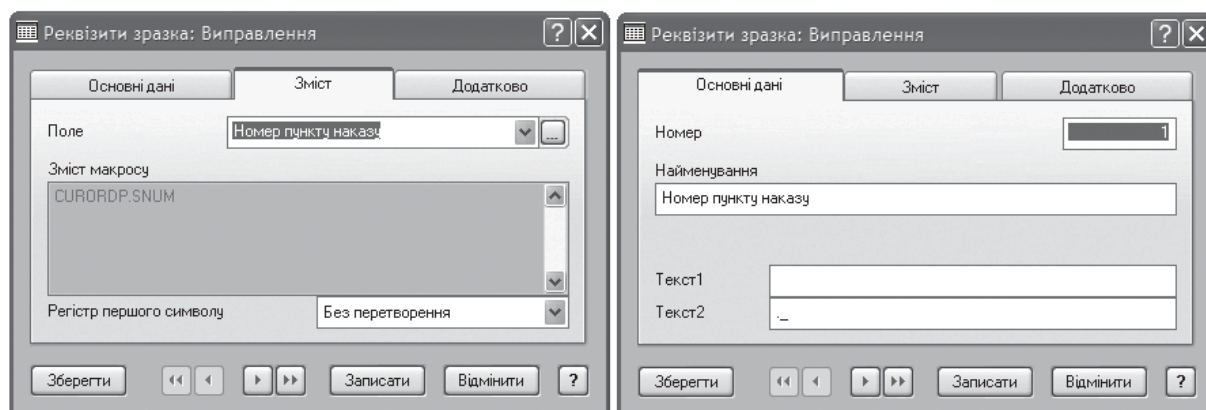 Реквізити зразка: Виправлення
Основні дані Зміст Додатково
Поле Номер пункту наказу ...
Зміст макросу
CURORDP.SNUM
Регістр першого символу Без перетворення
Зберегти Записати Відмінити ?
Реквізити зразка: Виправлення
Основні дані Зміст Додатково
Номер 1
Найменування
Номер пункту наказу
Текст1
Текст2 ._
Зберегти Записати Відмінити ?